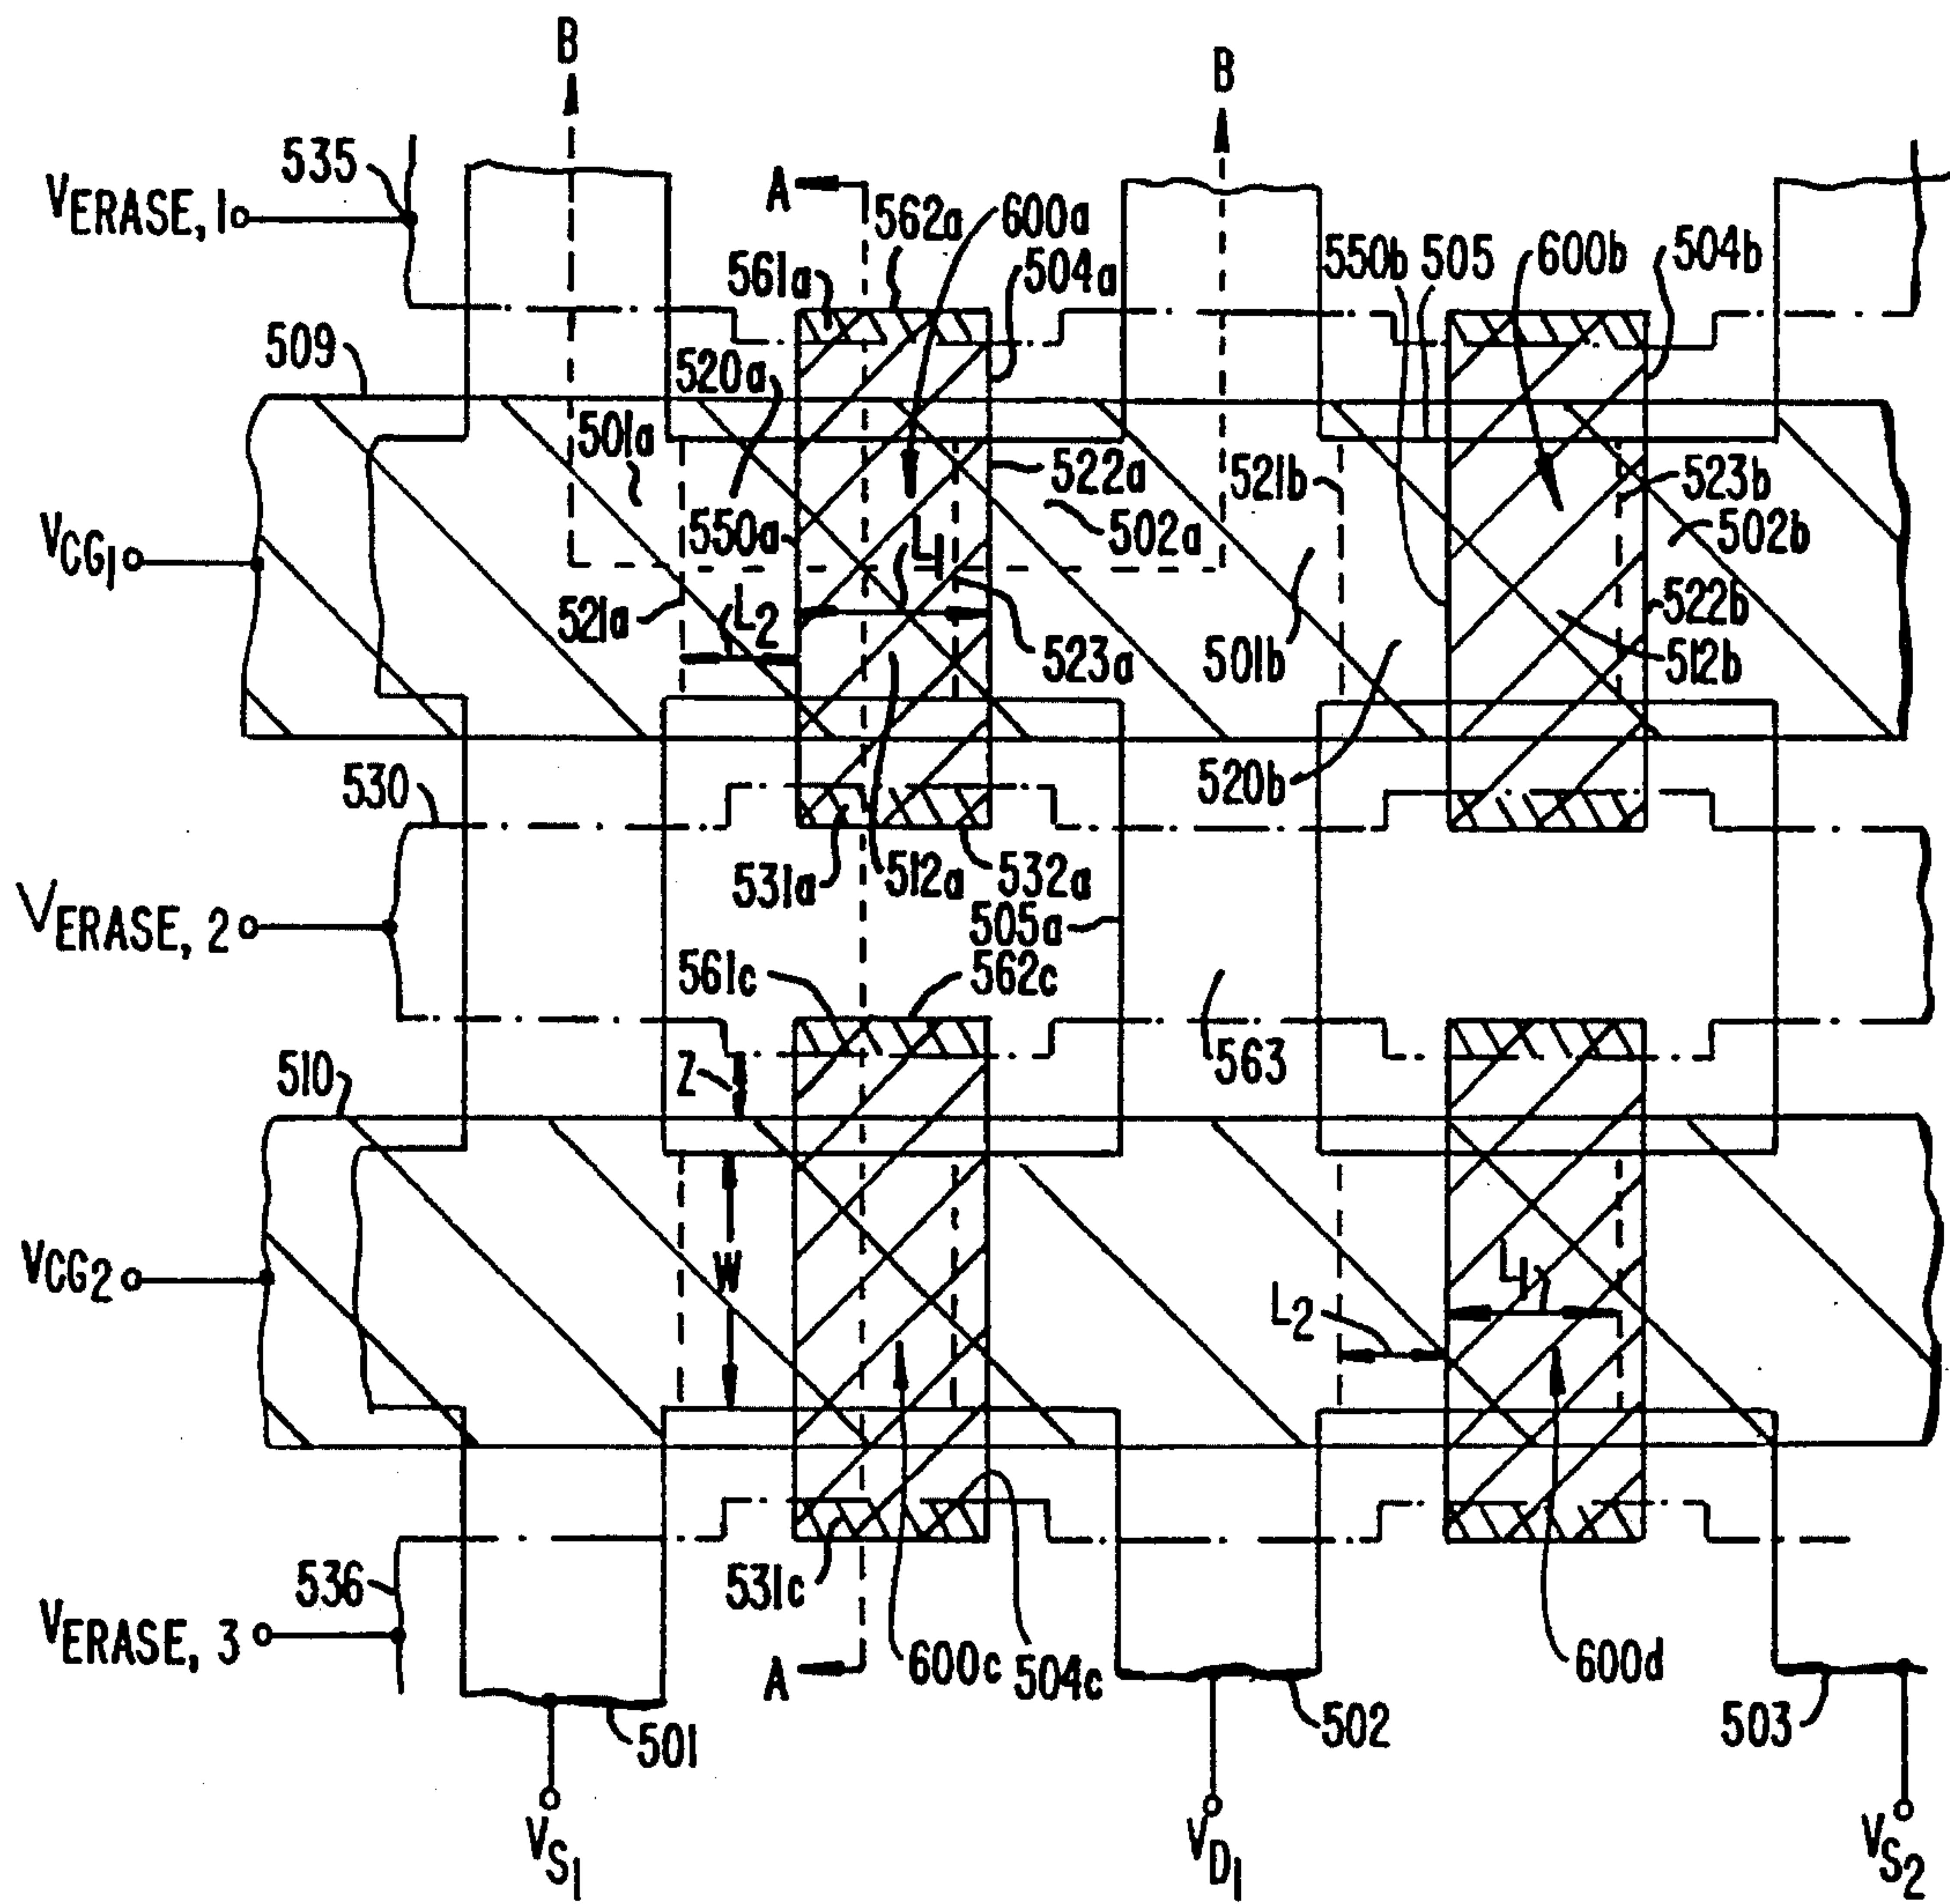 B
B
535
A
VERASE, 1
562a
600a
561a
504a
550b
505
600b
504b
509
520a
501a
522a
521b
523b
550a
L1
502a
502b
VCG1
521a
L2
523a
501b
522b
512b
530
520b
531a
512a
532a
505a
VERASE, 2
561c
562c
563
510
Z
W
VCG2
L1
L2
536
531c
VERASE, 3
A
600c
504c
600d
501
502
503
VS1
VD1
VS2